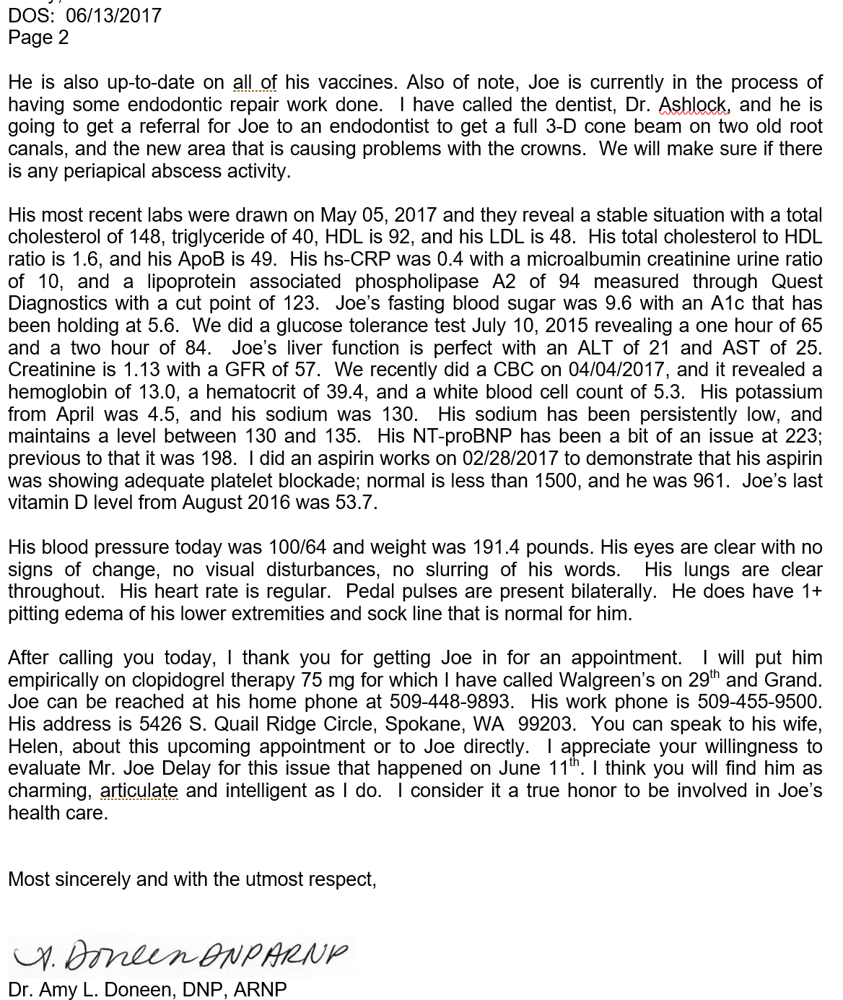 DOS: 06/13/2017
Page 2
He is also up-to-date on all of his vaccines. Also of note, Joe is currently in the process of
having some endodontic repair work done. I have called the dentist, Dr. Ashlock, and he is
going to get a referral for Joe to an endodontist to get a full 3-D cone beam on two old root
canals, and the new area that is causing problems with the crowns. We will make sure if there
is any periapical abscess activity.
His most recent labs were drawn on May 05, 2017 and they reveal a stable situation with a total
cholesterol of 148, triglyceride of 40, HDL is 92, and his LDL is 48. His total cholesterol to HDL
ratio is 1.6, and his ApoB is 49. His hs-CRP was 0.4 with a microalbumin creatinine urine ratio
of 10, and a lipoprotein associated phospholipase A2 of 94 measured through Quest
Diagnostics with a cut point of 123. Joe’s fasting blood sugar was 9.6 with an A1c that has
been holding at 5.6. We did a glucose tolerance test July 10, 2015 revealing a one hour of 65
and a two hour of 84. Joe’s liver function is perfect with an ALT of 21 and AST of 25.
Creatinine is 1.13 with a GFR of 57. We recently did a CBC on 04/04/2017, and it revealed a
hemoglobin of 13.0, a hematocrit of 39.4, and a white blood cell count of 5.3. His potassium
from April was 4.5, and his sodium was 130. His sodium has been persistently low, and
maintains a level between 130 and 135. His NT-proBNP has been a bit of an issue at 223;
previous to that it was 198. I did an aspirin works on 02/28/2017 to demonstrate that his aspirin
was showing adequate platelet blockade; normal is less than 1500, and he was 961. Joe’s last
vitamin D level from August 2016 was 53.7.
His blood pressure today was 100/64 and weight was 191.4 pounds. His eyes are clear with no
signs of change, no visual disturbances, no slurring of his words. His lungs are clear
throughout. His heart rate is regular. Pedal pulses are present bilaterally. He does have 1+
pitting edema of his lower extremities and sock line that is normal for him.
After calling you today, I thank you for getting Joe in for an appointment. I will put him
empirically on clopidogrel therapy 75 mg for which I have called Walgreen’s on 29th and Grand.
Joe can be reached at his home phone at 509-448-9893. His work phone is 509-455-9500.
His address is 5426 S. Quail Ridge Circle, Spokane, WA 99203. You can speak to his wife,
Helen, about this upcoming appointment or to Joe directly. I appreciate your willingness to
evaluate Mr. Joe Delay for this issue that happened on June 11th. I think you will find him as
charming, articulate and intelligent as I do. I consider it a true honor to be involved in Joe’s
health care.
Most sincerely and with the utmost respect,
A. Doneen DNP ARNP
Dr. Amy L. Doneen, DNP, ARNP